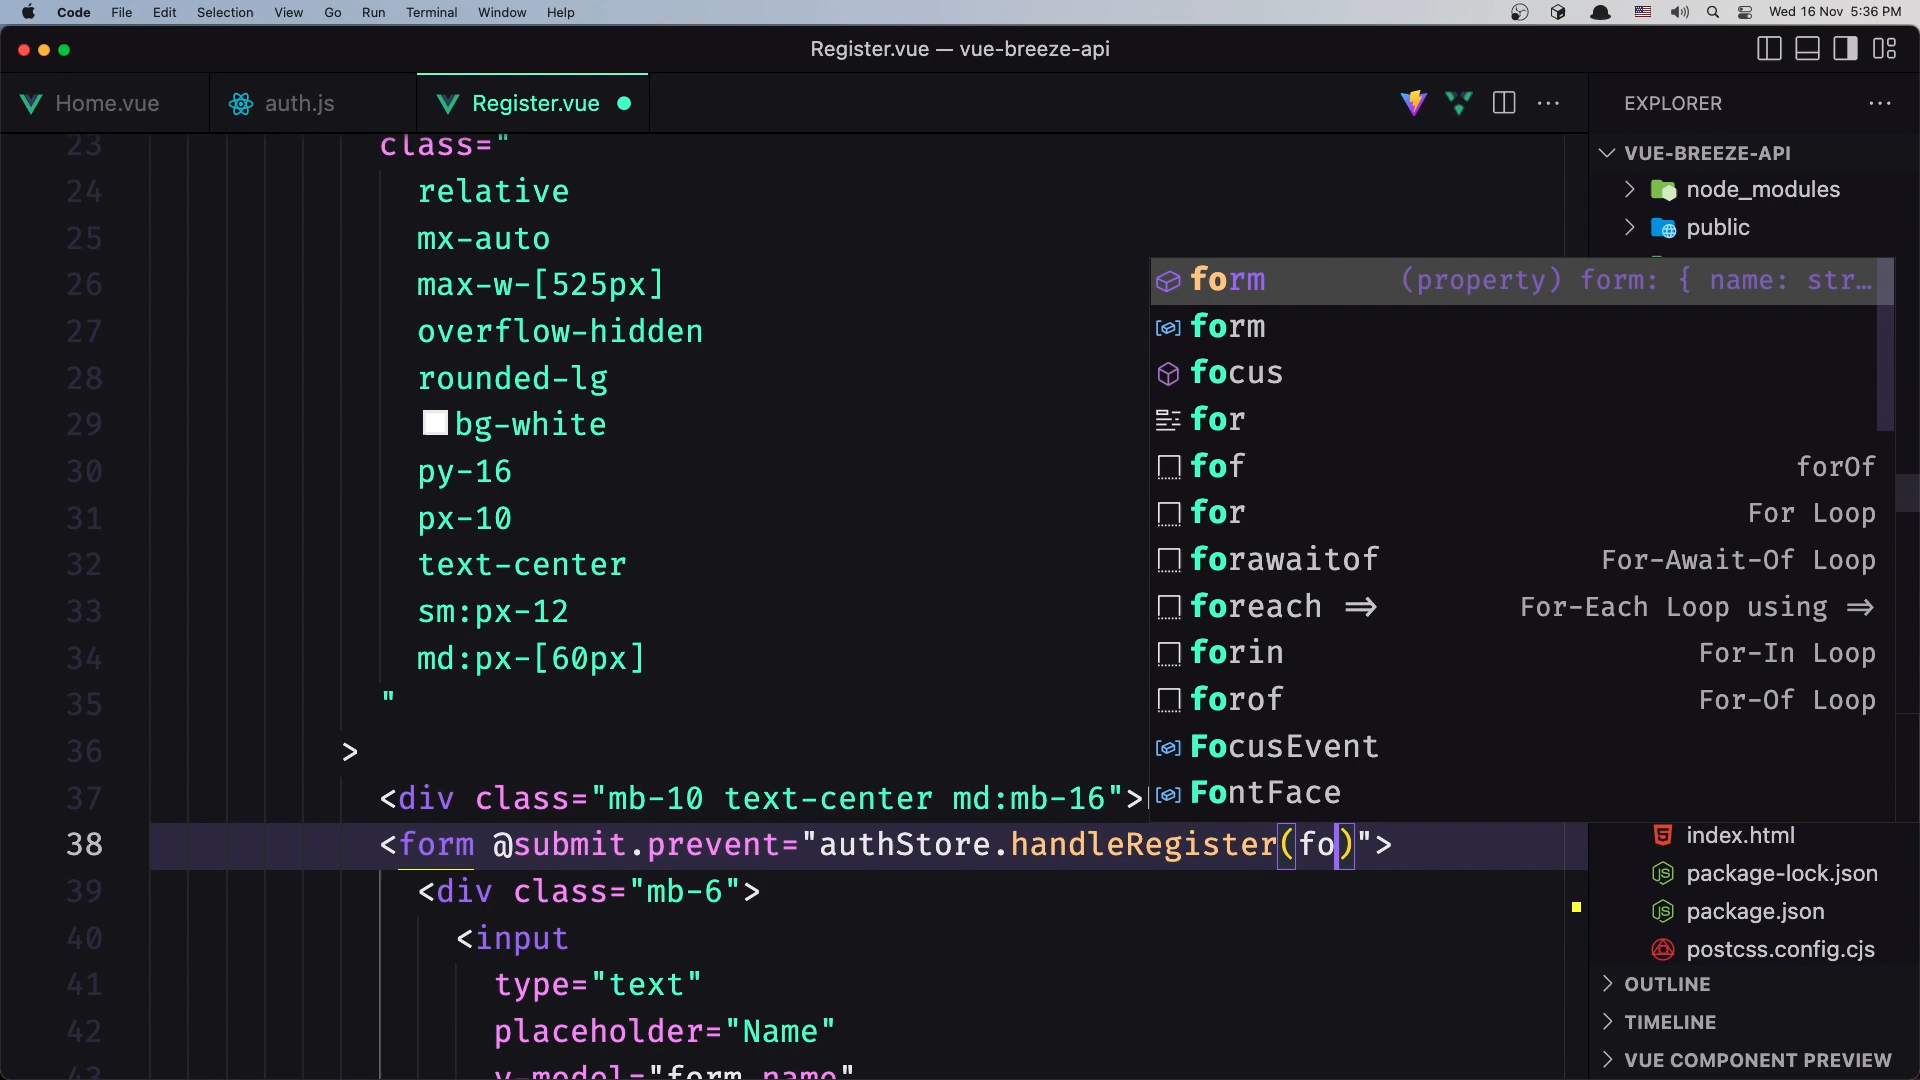 Code File Edit Selection View Go Run Terminal Window Help Wed 16 Nov 5:36 PM
Register.vue — vue-breeze-api
Home.vue auth.js Register.vue
EXPLORER
VUE-BREEZE-API
node_modules
public
23 class="
24 relative
25 mx-auto
26 max-w-[525px]
27 overflow-hidden
28 rounded-lg
29 bg-white
30 py-16
31 px-10
32 text-center
33 sm:px-12
34 md:px-[60px]
35 "
36 >
37 <div class="mb-10 text-center md:mb-16">
38 <form @submit.prevent="authStore.handleRegister(fo)">
39 <div class="mb-6">
40 <input
41 type="text"
42 placeholder="Name"
43 v-model="form.name"
form (property) form: { name: str…
form
focus
for
fof forOf
for For Loop
forawaitof For-Await-Of Loop
foreach ⇒ For-Each Loop using ⇒
forin For-In Loop
forof For-Of Loop
FocusEvent
FontFace
index.html
package-lock.json
package.json
postcss.config.cjs
OUTLINE
TIMELINE
VUE COMPONENT PREVIEW